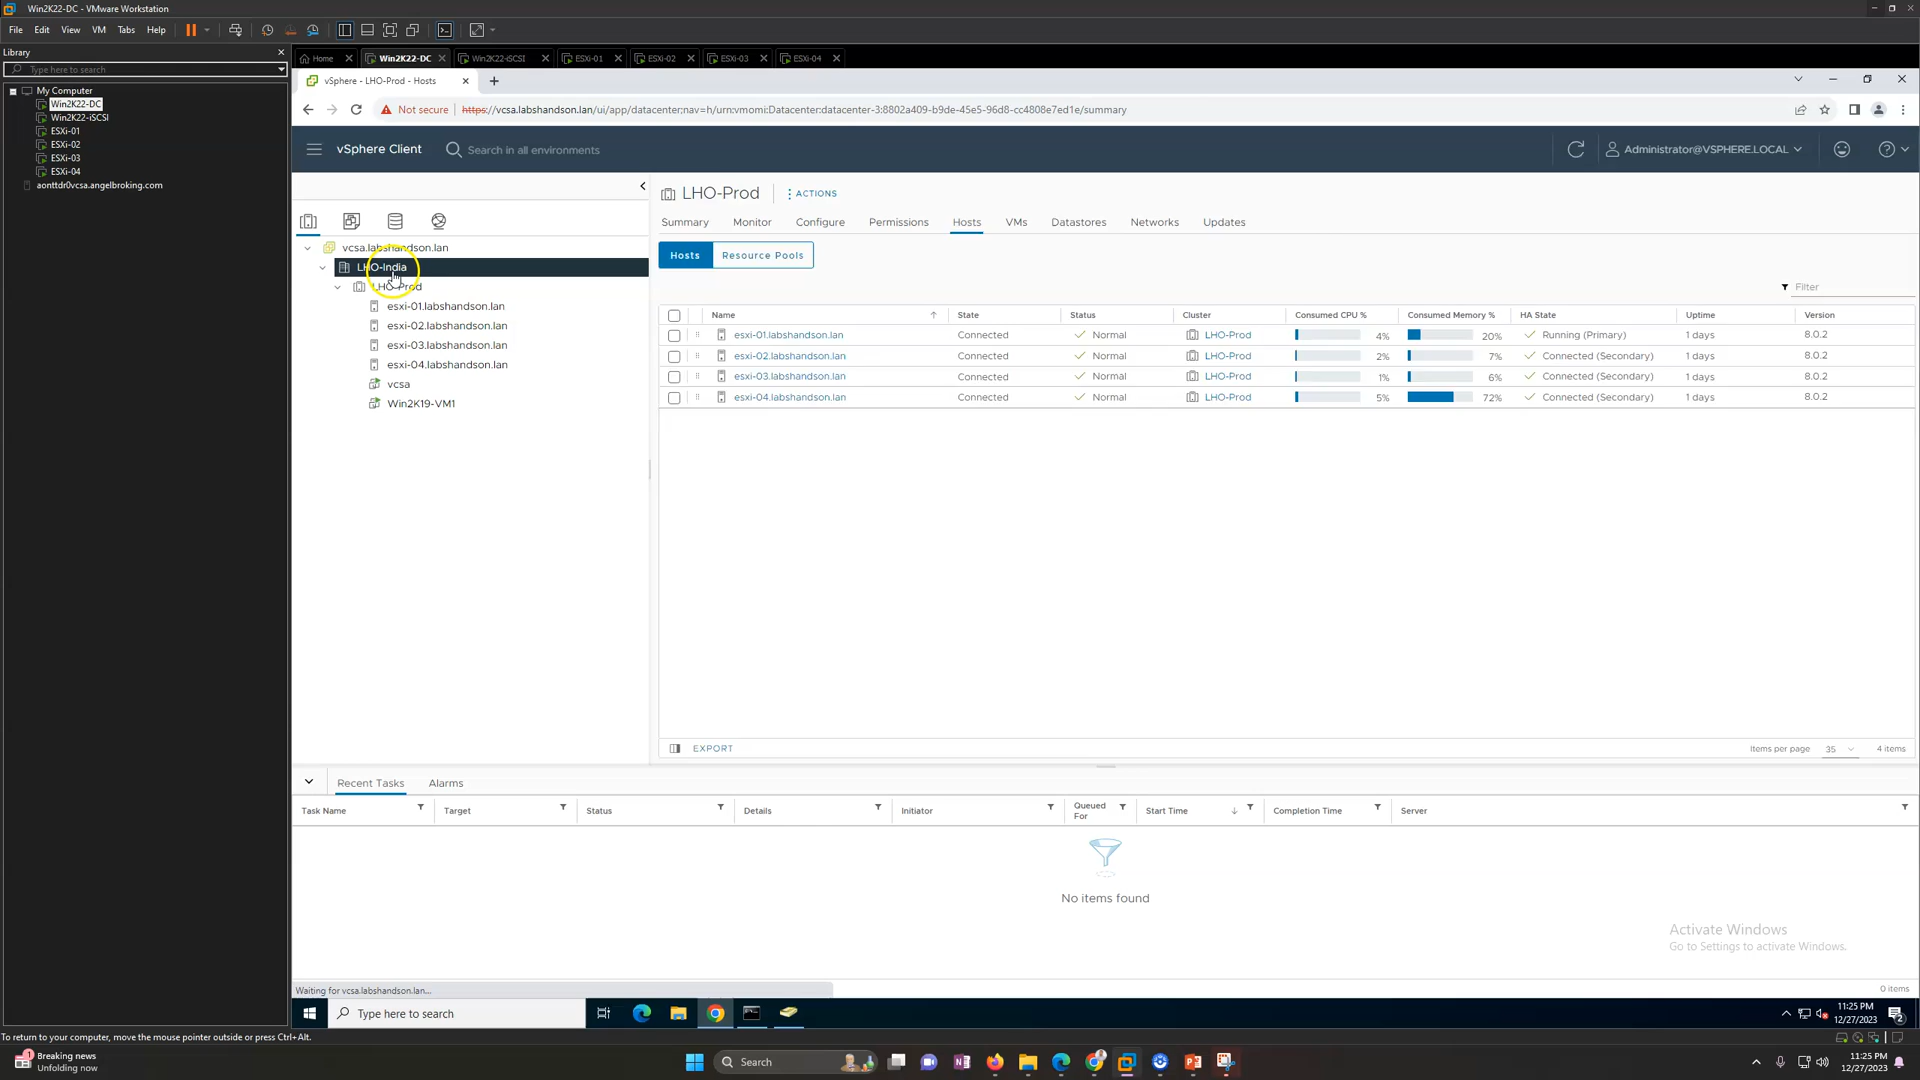 Win2K22-DC - VMware Workstation
File Edit View VM Tabs Help
Library
Type here to search
My Computer
Win2K22-DC
Win2K22-iSCSI
ESXi-01
ESXi-02
ESXi-03
ESXi-04
aonttdr0vcsa.angelbroking.com
Home Win2K22-DC Win2K22-iSCSI ESXi-01 ESXi-02 ESXi-03 ESXi-04
vSphere - LHO-Prod - Hosts
Not secure https://vcsa.labshandson.lan/ui/app/datacenter;nav=h/urn:vmomi:Datacenter:datacenter-3:8802a409-b9de-45e5-96d8-cc4808e7ed1e/summary
vSphere Client Search in all environments Administrator@VSPHERE.LOCAL
vcsa.labshandson.lan
LHO-India
LHO-Prod
esxi-01.labshandson.lan
esxi-02.labshandson.lan
esxi-03.labshandson.lan
esxi-04.labshandson.lan
vcsa
Win2K19-VM1
LHO-Prod ACTIONS
Summary Monitor Configure Permissions Hosts VMs Datastores Networks Updates
Hosts Resource Pools
Filter
Name State Status Cluster Consumed CPU % Consumed Memory % HA State Uptime Version
esxi-01.labshandson.lan Connected Normal LHO-Prod 4% 20% Running (Primary) 1 days 8.0.2
esxi-02.labshandson.lan Connected Normal LHO-Prod 2% 7% Connected (Secondary) 1 days 8.0.2
esxi-03.labshandson.lan Connected Normal LHO-Prod 1% 6% Connected (Secondary) 1 days 8.0.2
esxi-04.labshandson.lan Connected Normal LHO-Prod 5% 72% Connected (Secondary) 1 days 8.0.2
EXPORT Items per page 35 4 items
Recent Tasks Alarms
Task Name Target Status Details Initiator Queued For Start Time Completion Time Server
No items found
Activate Windows
Go to Settings to activate Windows.
Waiting for vcsa.labshandson.lan... 0 items
Type here to search
11:25 PM
12/27/2023
2
To return to your computer, move the mouse pointer outside or press Ctrl+Alt.
1
Breaking news
Unfolding now
Search
11:25 PM
12/27/2023